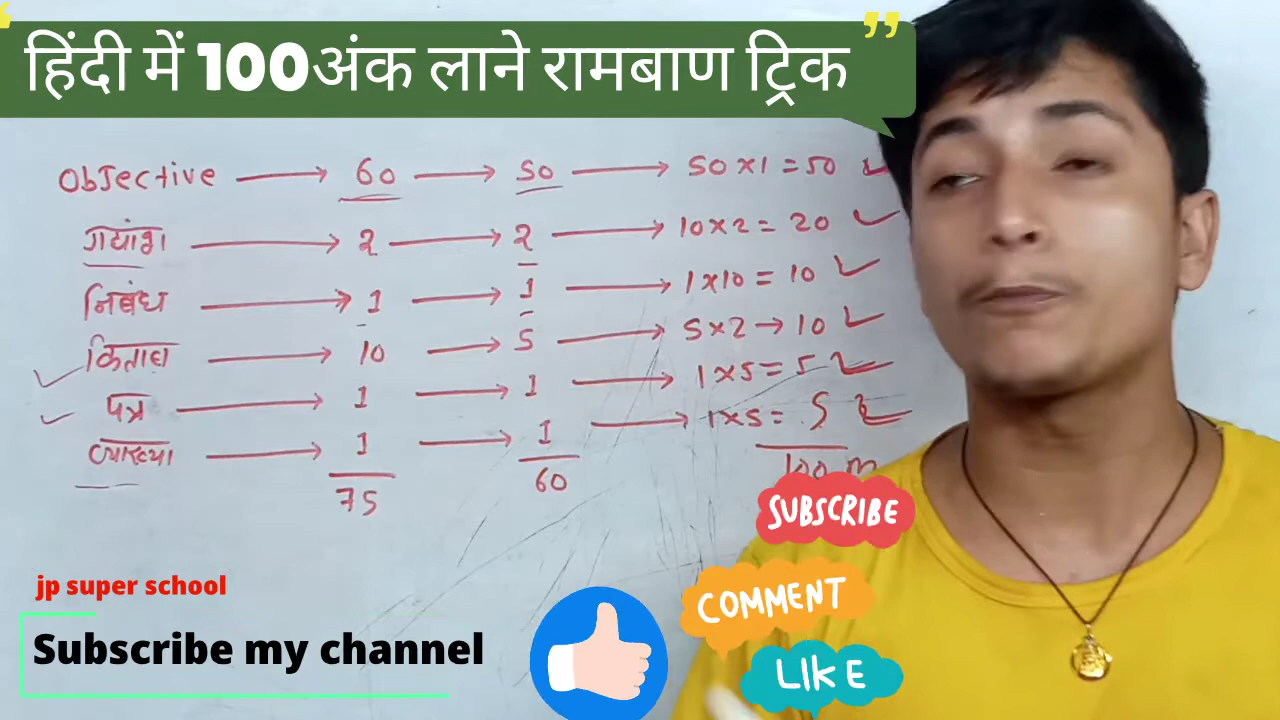 “ हिंदी में 100अंक लाने रामबाण ट्रिक ”
Objective → 60 → 50 → 50 x 1 = 50 ✓
गद्यांश → 2 → 2 → 10 x 2 = 20 ✓
निबंध → 1 → 1 → 1 x 10 = 10 ✓
✓ किताब → 10 → 5 → 5 x 2 → 10 ✓
✓ पत्र → 1 → 1 → 1 x 5 = 5 ✓
व्याख्या → 1 → 1 → 1 x 5 = 5 ✓
75 60 100 m
SUBSCRIBE
jp super school
COMMENT
Subscribe my channel
LIKE